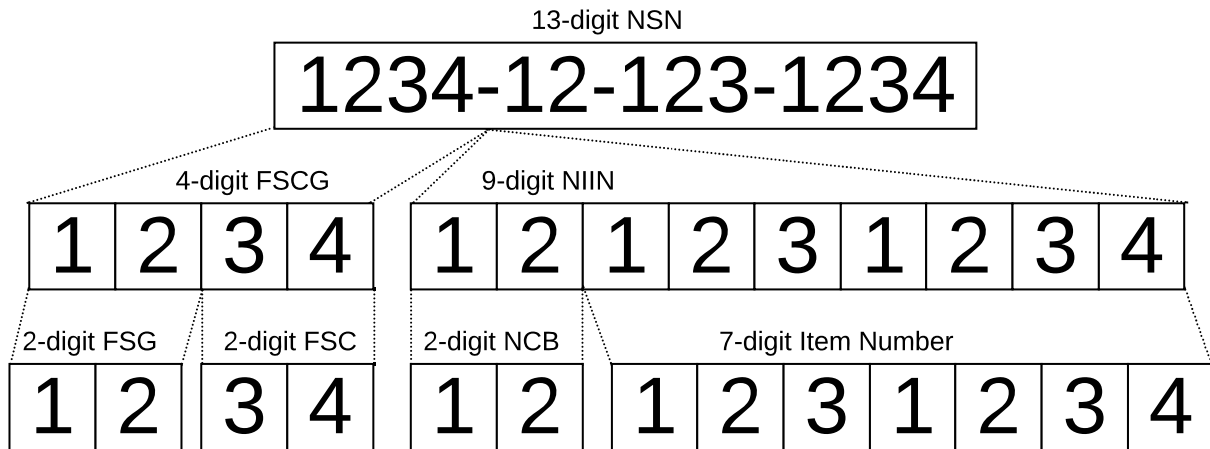 13-digit NSN
1234-12-123-1234
4-digit FSCG 9-digit NIIN
1 2 3 4 1 2 1 2 3 1 2 3 4
2-digit FSG 2-digit FSC 2-digit NCB 7-digit Item Number
1 2 3 4 1 2 1 2 3 1 2 3 4